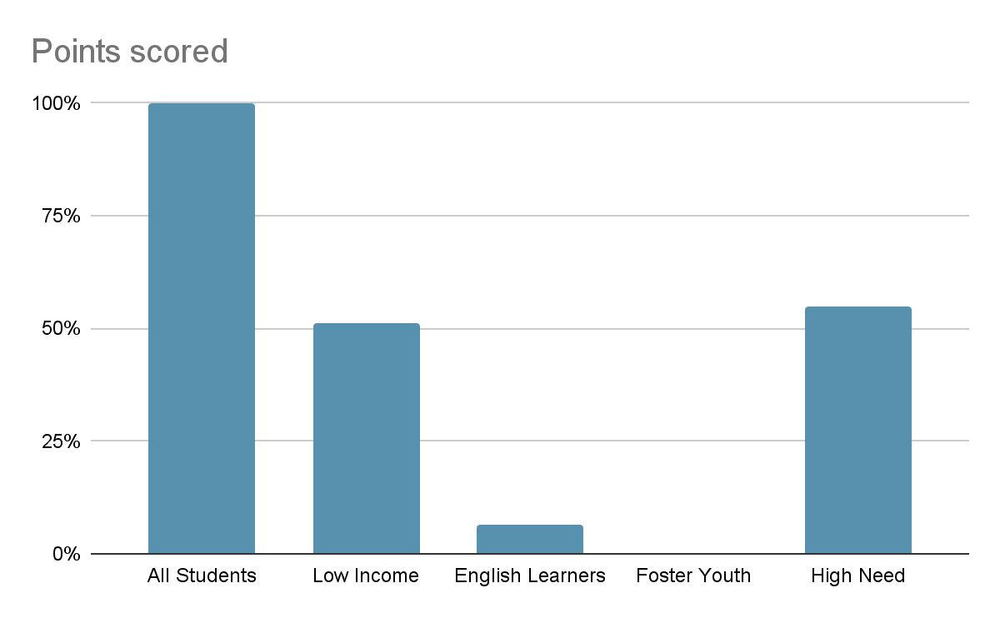 Points scored
100%
75%
50%
25%
0%
All Students
Low Income
English Learners
Foster Youth
High Need